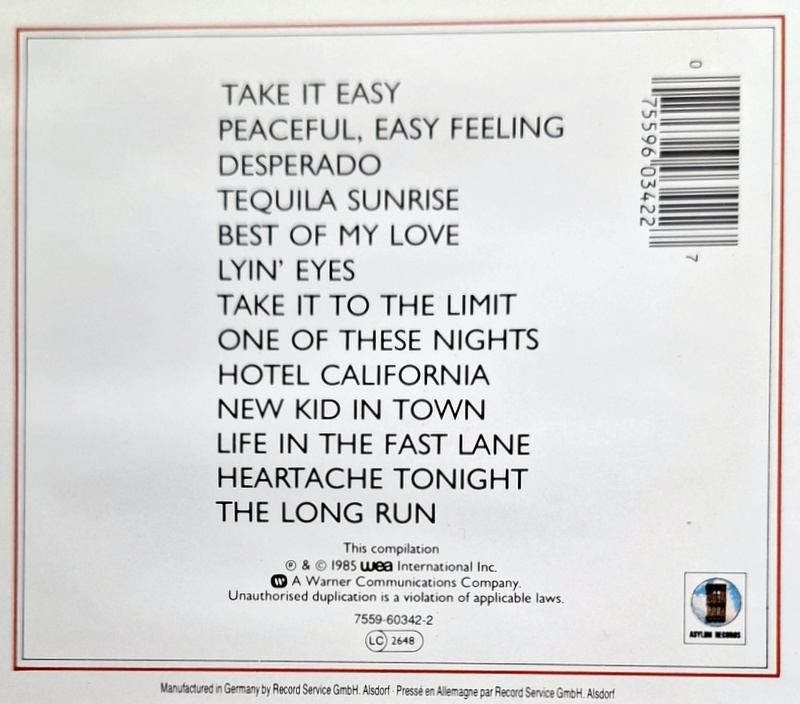 TAKE IT EASY
PEACEFUL, EASY FEELING
DESPERADO
TEQUILA SUNRISE
BEST OF MY LOVE
LYIN' EYES
TAKE IT TO THE LIMIT
ONE OF THESE NIGHTS
HOTEL CALIFORNIA
NEW KID IN TOWN
LIFE IN THE FAST LANE
HEARTACHE TONIGHT
THE LONG RUN
0 75596 03422 7
This compilation
℗ & © 1985 wea International Inc.
A Warner Communications Company.
Unauthorised duplication is a violation of applicable laws.
7559-60342-2
LC 2648
ASYLUM RECORDS
Manufactured in Germany by Record Service GmbH. Alsdorf · Pressé en Allemagne par Record Service GmbH. Alsdorf